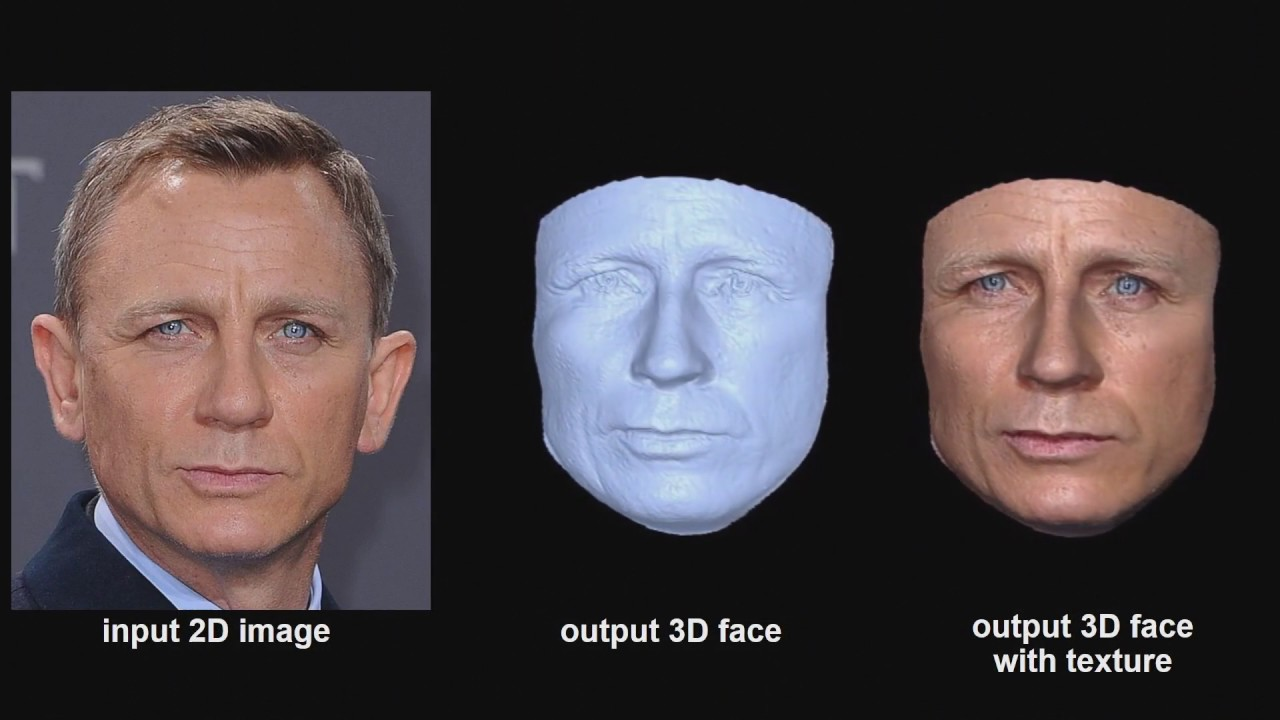 input 2D image
output 3D face
output 3D face
with texture